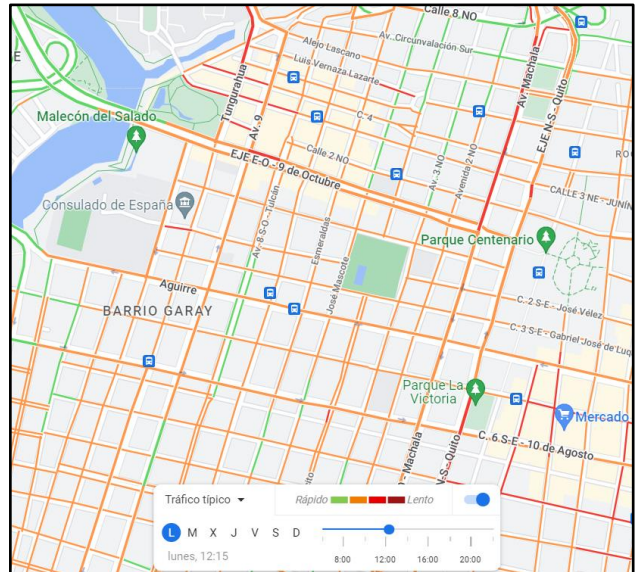 Calle 8 NO
Av. Circunvalación Sur
Alejo Lascano
Luis Vernaza Lazarte
E
Tungurahua
Av. 9
Av. Machala
EJE N-S - Quito
Malecón del Salado
C. 4
Calle 2 NO
EJE E-O - 9 de Octubre
Av. 3 NO
Avenida 2 NO
RO
CALLE 3 NE - JUNÍN
Consulado de España
Av. 8 S-O - Tulcán
Esmeraldas
José Mascote
Parque Centenario
Aguirre
BARRIO GARAY
C. 2 S-E - José Vélez
C. 3 S-E - Gabriel José de Luq
Parque La
Victoria
Mercado
C. 6 S-E - 10 de Agosto
- Machala
N-S - Quito
Tráfico típico
Rápido
Lento
L M X J V S D
lunes, 12:15
8:00 12:00 16:00 20:00